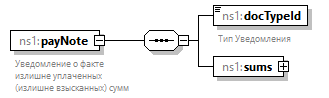 ns1:payNote
Уведомление о факте
излишне уплаченных
(излишне взысканных) сумм
ns1:docTypeId
Тип Уведомления
ns1:sums